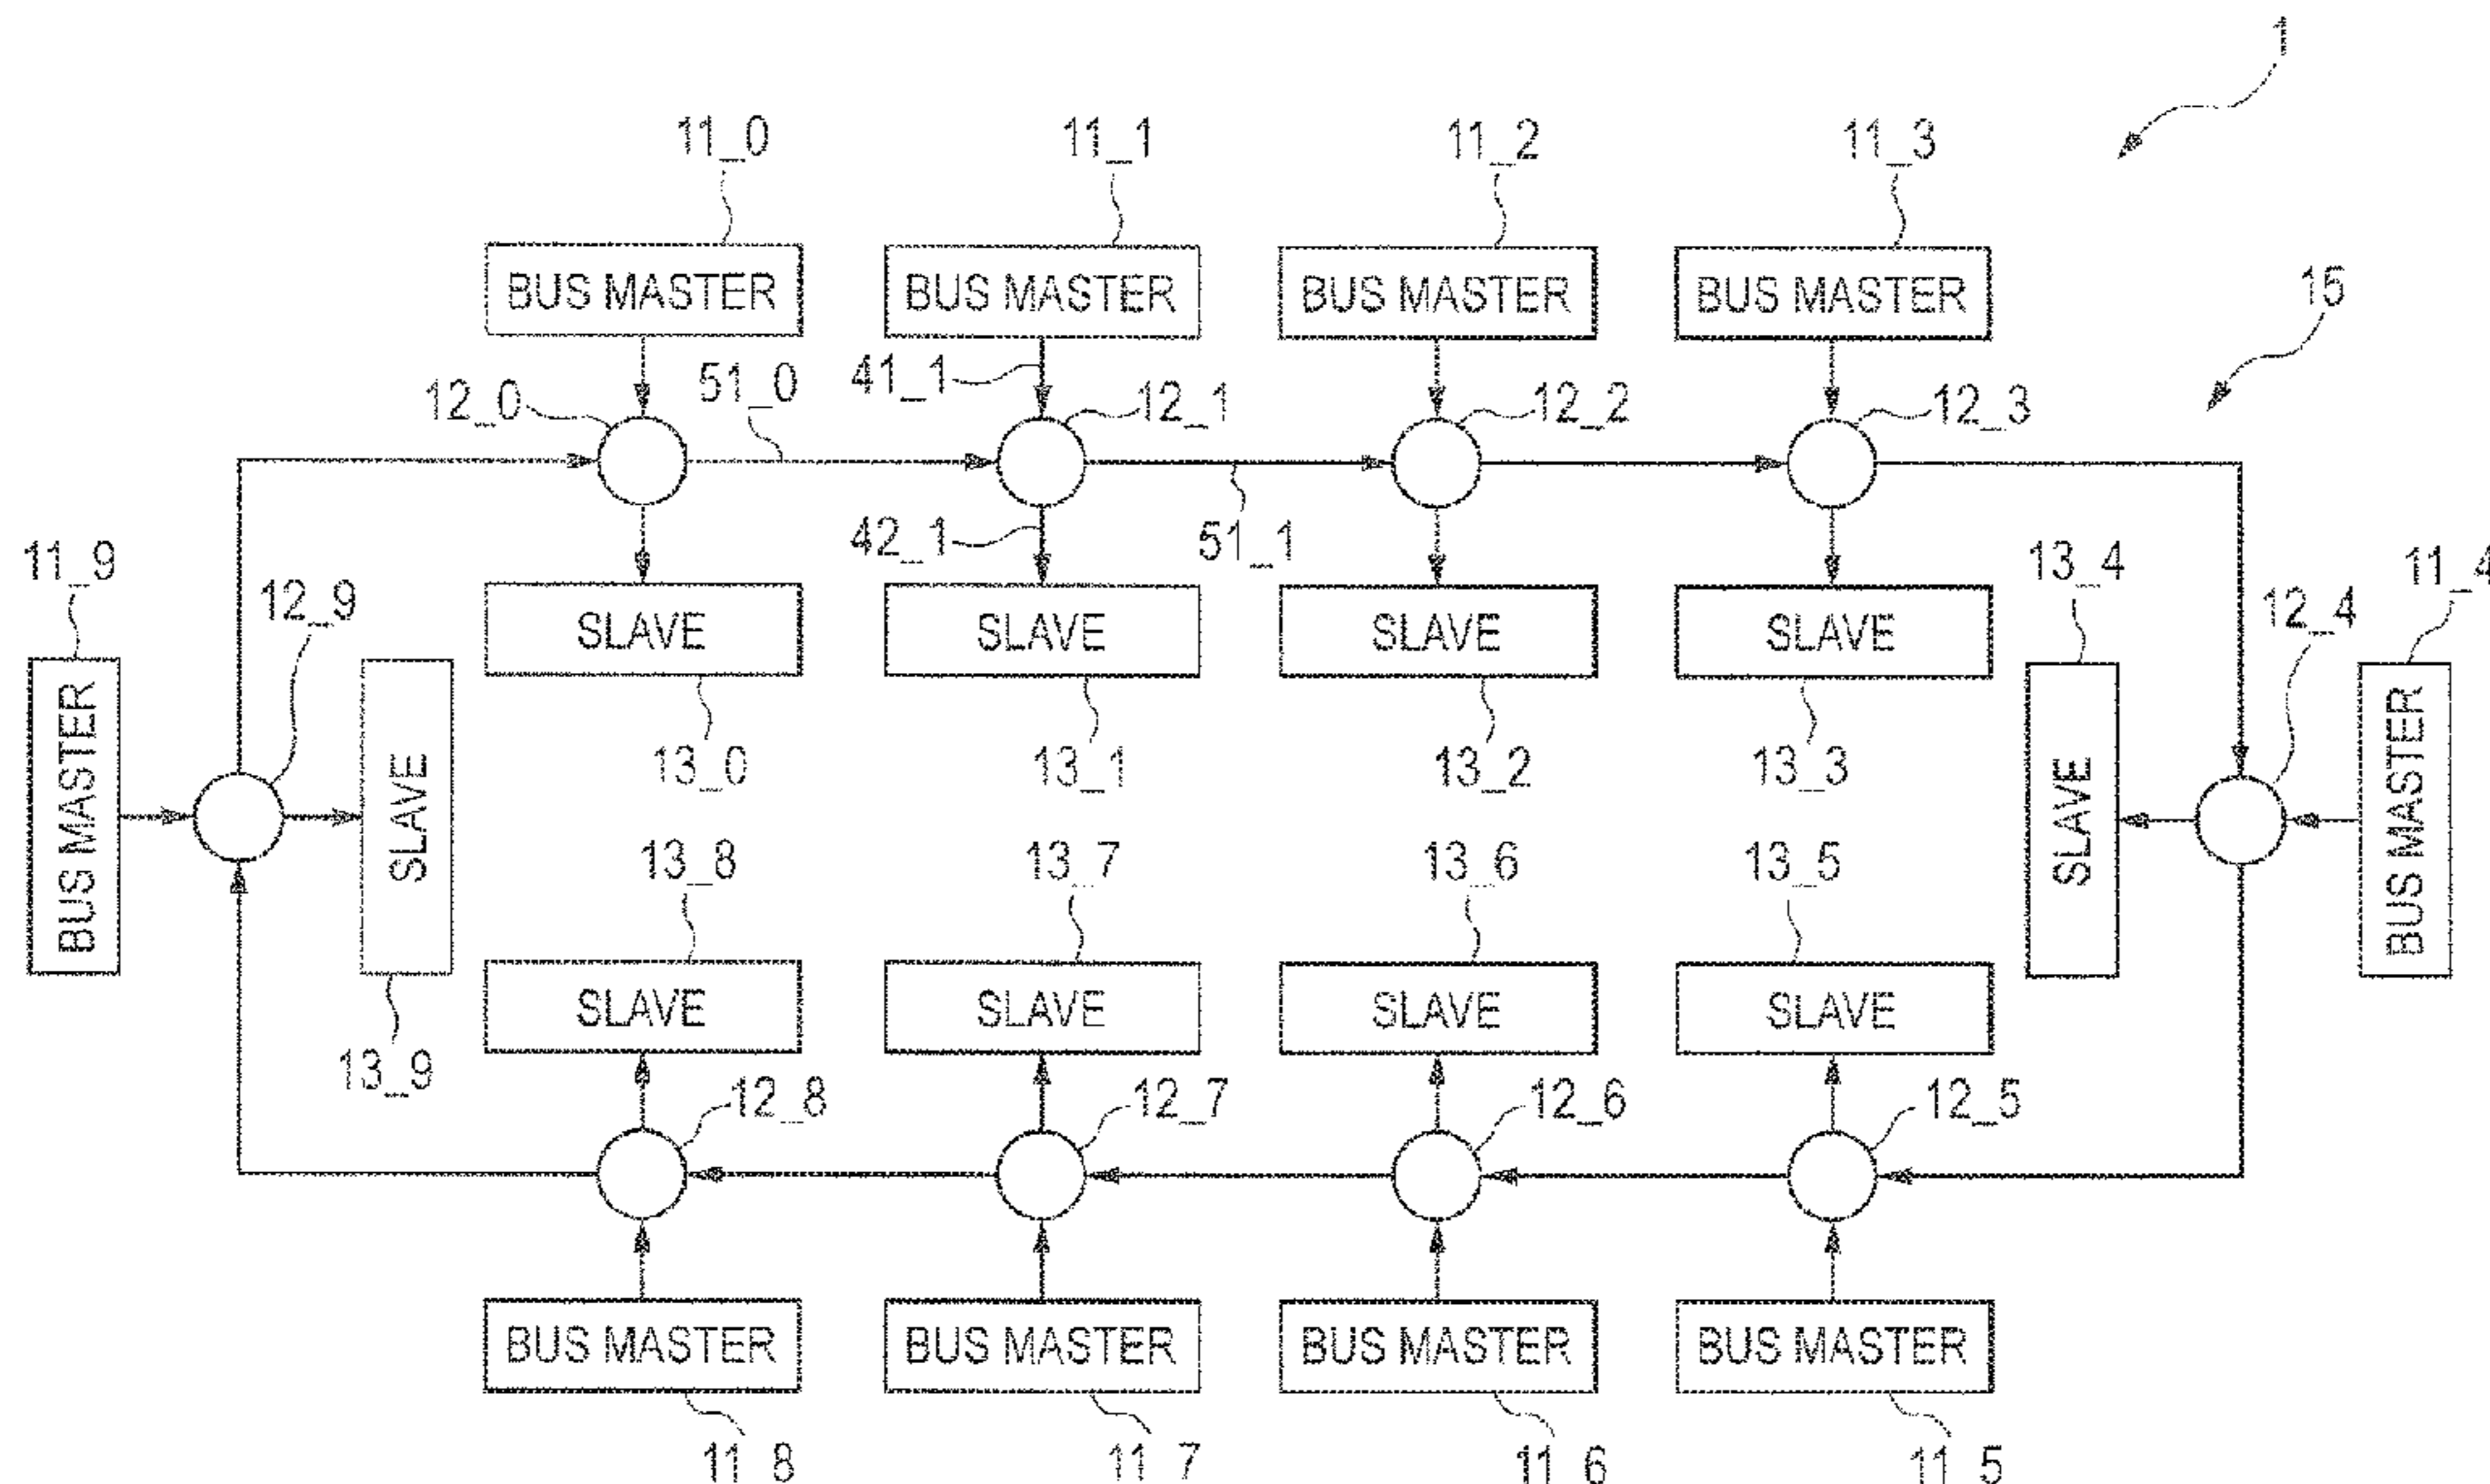 1
11_0
11_1
11_2
11_3
BUS MASTER
BUS MASTER
BUS MASTER
BUS MASTER
15
12_0
51_0
41_1
12_1
12_2
12_3
42_1
51_1
11_9
12_9
13_4
11_4
12_4
SLAVE
SLAVE
SLAVE
SLAVE
BUS MASTER
SLAVE
SLAVE
BUS MASTER
13_0
13_1
13_2
13_3
13_8
13_7
13_6
13_5
SLAVE
SLAVE
SLAVE
SLAVE
13_9
12_8
12_7
12_6
12_5
BUS MASTER
BUS MASTER
BUS MASTER
BUS MASTER
11_8
11_7
11_6
11_5